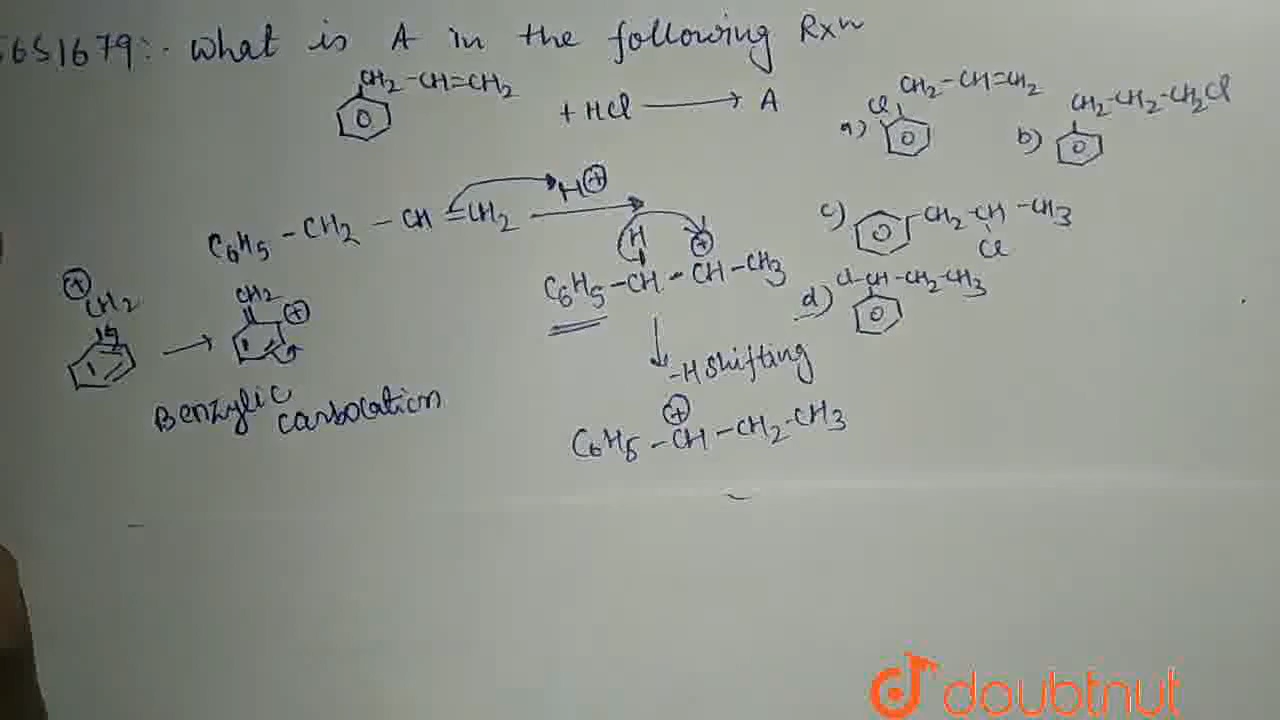 5651679:. What is A in the following Rxn
CH2-CH=CH2
+ HCl → A
a) Cl CH2-CH=CH2
b) CH2-CH2-CH2Cl
C6H5-CH2-CH=CH2 → H⊕
c) CH2-CH-CH3
Cl
H ⊕
C6H5-CH-CH-CH3
d) Cl-CH-CH2-CH3
⊕CH2 → CH2 ⊕
-H shifting
Benzylic
carbocation
⊕
C6H5-CH-CH2-CH3
doubtnut